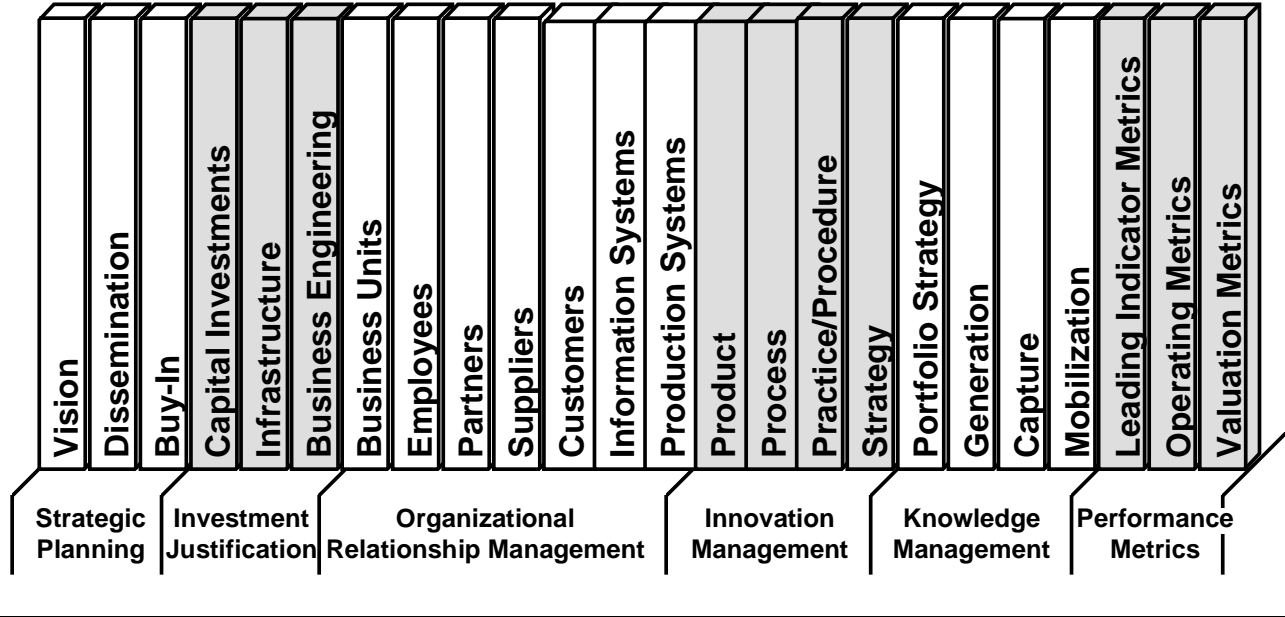 Vision
Dissemination
Buy-In
Capital Investments
Infrastructure
Business Engineering
Business Units
Employees
Partners
Suppliers
Customers
Information Systems
Production Systems
Product
Process
Practice/Procedure
Strategy
Portfolio Strategy
Generation
Capture
Mobilization
Leading Indicator Metrics
Operating Metrics
Valuation Metrics
Strategic
Planning
Investment
Justification
Organizational
Relationship Management
Innovation
Management
Knowledge
Management
Performance
Metrics